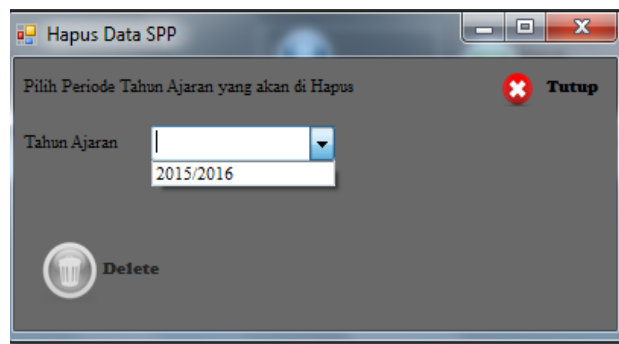 Hapus Data SPP
Pilih Periode Tahun Ajaran yang akan di Hapus
Tutup
Tahun Ajaran
2015/2016
Delete